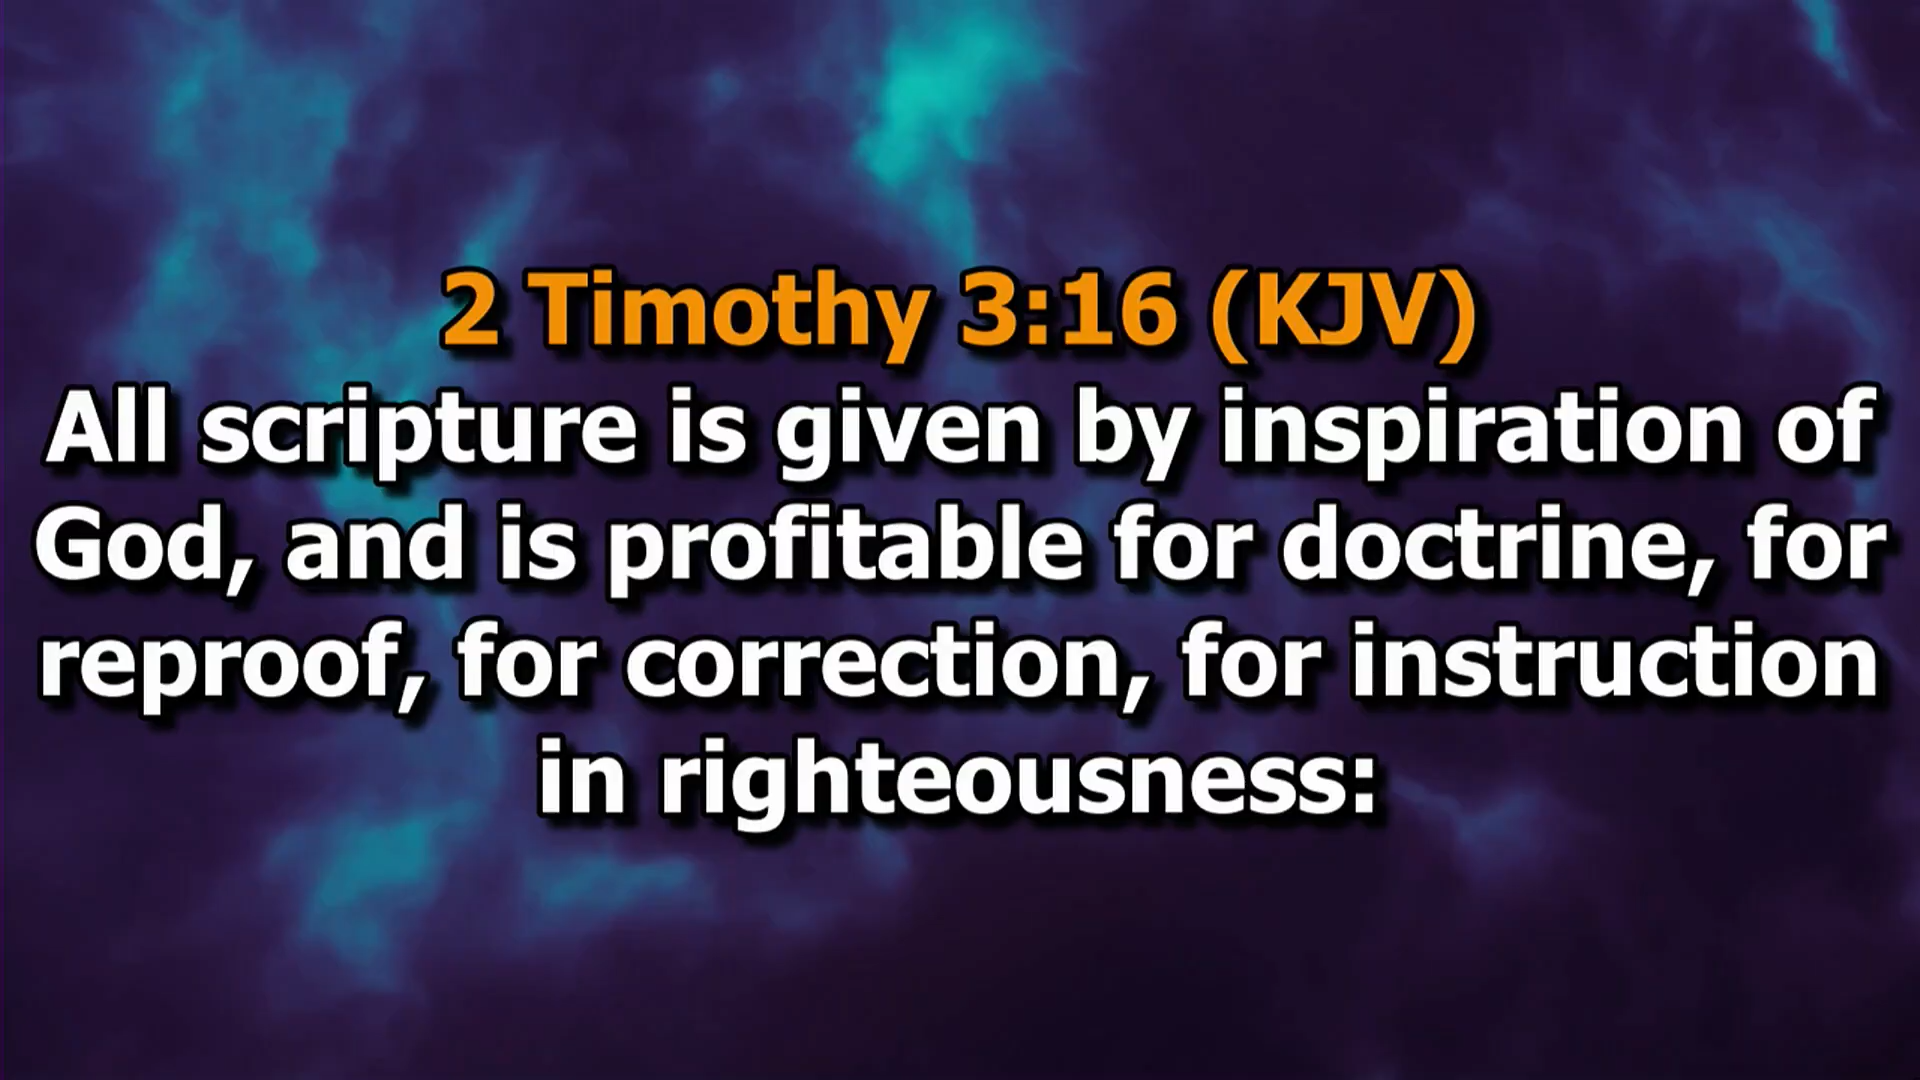 2 Timothy 3:16 (KJV)
All scripture is given by inspiration of
God, and is profitable for doctrine, for
reproof, for correction, for instruction
in righteousness: